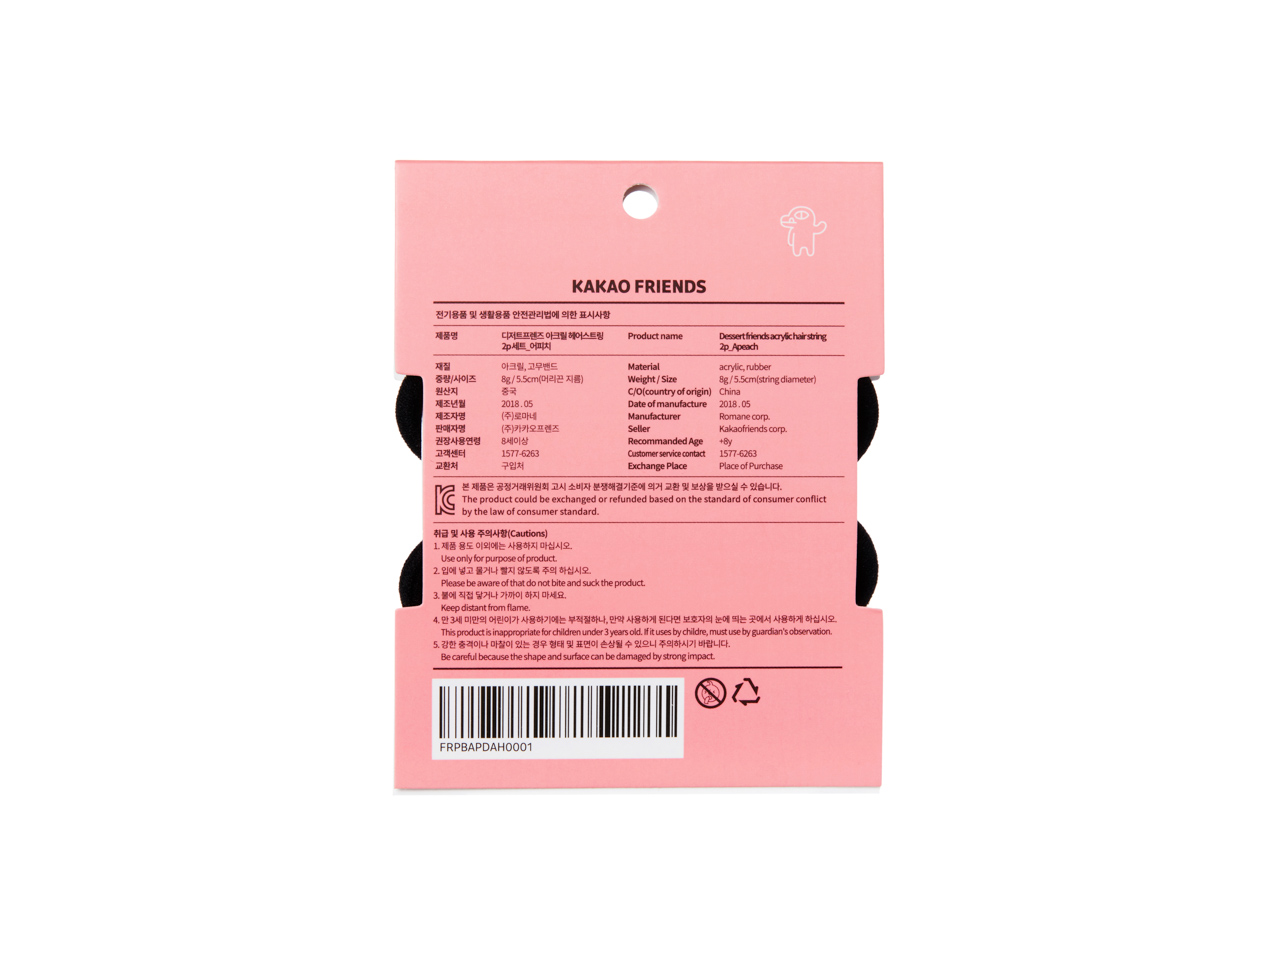 KAKAO FRIENDS
전기용품 및 생활용품 안전관리법에 의한 표시사항
제품명 디저트프렌즈 아크릴 헤어스트링 Product name Dessert friends acrylic hair string
2p세트_어피치 2p_Apeach
재질 아크릴, 고무밴드 Material acrylic, rubber
중량/사이즈 8g / 5.5cm(머리끈 지름) Weight / Size 8g / 5.5cm(string diameter)
원산지 중국 C/O(country of origin) China
제조년월 2018 . 05 Date of manufacture 2018 . 05
제조자명 (주)로마네 Manufacturer Romane corp.
판매자명 (주)카카오프렌즈 Seller Kakaofriends corp.
권장사용연령 8세이상 Recommanded Age +8y
고객센터 1577-6263 Customer service contact 1577-6263
교환처 구입처 Exchange Place Place of Purchase
본 제품은 공정거래위원회 고시 소비자 분쟁해결기준에 의거 교환 및 보상을 받으실 수 있습니다.
The product could be exchanged or refunded based on the standard of consumer conflict
by the law of consumer standard.
취급 및 사용 주의사항(Cautions)
1. 제품 용도 이외에는 사용하지 마십시오.
Use only for purpose of product.
2. 입에 넣고 물거나 빨지 않도록 주의 하십시오.
Please be aware of that do not bite and suck the product.
3. 불에 직접 닿거나 가까이 하지 마세요.
Keep distant from flame.
4. 만 3세 미만의 어린이가 사용하기에는 부적절하나, 만약 사용하게 된다면 보호자의 눈에 띄는 곳에서 사용하게 하십시오.
This product is inappropriate for children under 3 years old. If it uses by childre, must use by guardian's observation.
5. 강한 충격이나 마찰이 있는 경우 형태 및 표면이 손상될 수 있으니 주의하시기 바랍니다.
Be careful because the shape and surface can be damaged by strong impact.
FRPBAPDAH0001